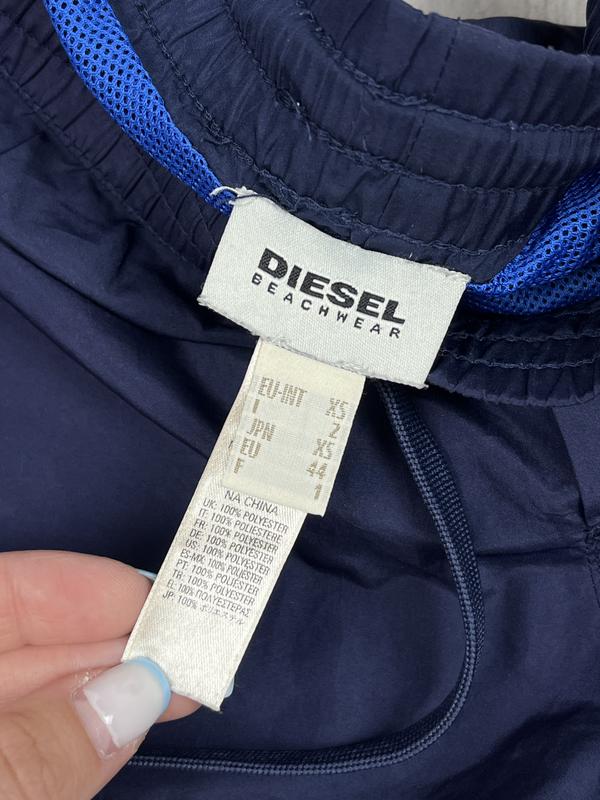 DIESEL
BEACHWEAR
EU-INT XS
I 2
JPN XS
EU 44
F 1
NA CHINA
UK: 100% POLYESTER
IT: 100% POLIESTERE
FR: 100% POLYESTER
DE: 100% POLYESTER
US: 100% POLYESTER
ES-MX: 100% POLIESTER
PT: 100% POLIESTER
TR: 100% POLYESTER
EL: 100% ΠΟΛΥΕΣΤΕΡΑΣ
JP: 100% ポリエステル